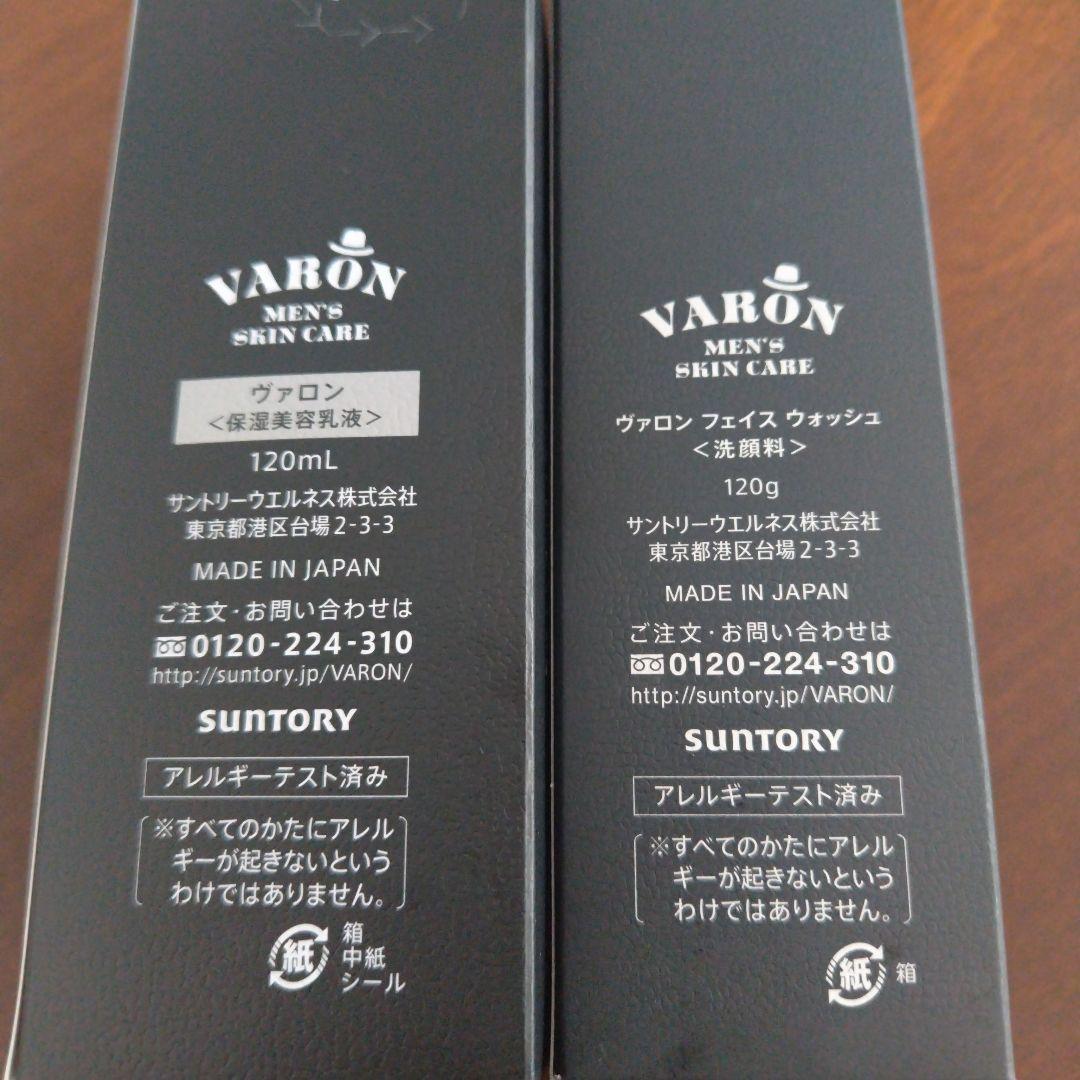 VARON
MEN'S
SKIN CARE
ヴァロン
<保湿美容乳液>
120mL
サントリーウエルネス株式会社
東京都港区台場2-3-3
MADE IN JAPAN
ご注文・お問い合わせは
0120-224-310
http://suntory.jp/VARON/
SUNTORY
アレルギーテスト済み
※すべてのかたにアレル
ギーが起きないという
わけではありません。
紙
箱
中紙
シール
VARON
MEN'S
SKIN CARE
ヴァロン フェイス ウォッシュ
<洗顔料>
120g
サントリーウエルネス株式会社
東京都港区台場2-3-3
MADE IN JAPAN
ご注文・お問い合わせは
0120-224-310
http://suntory.jp/VARON/
SUNTORY
アレルギーテスト済み
※すべてのかたにアレル
ギーが起きないという
わけではありません。
紙 箱